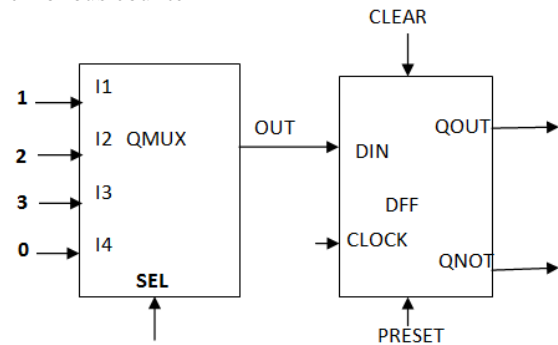 CLEAR
1 I1
2 I2 QMUX
3 I3
0 I4
SEL
OUT
DIN
QOUT
DFF
CLOCK
QNOT
PRESET